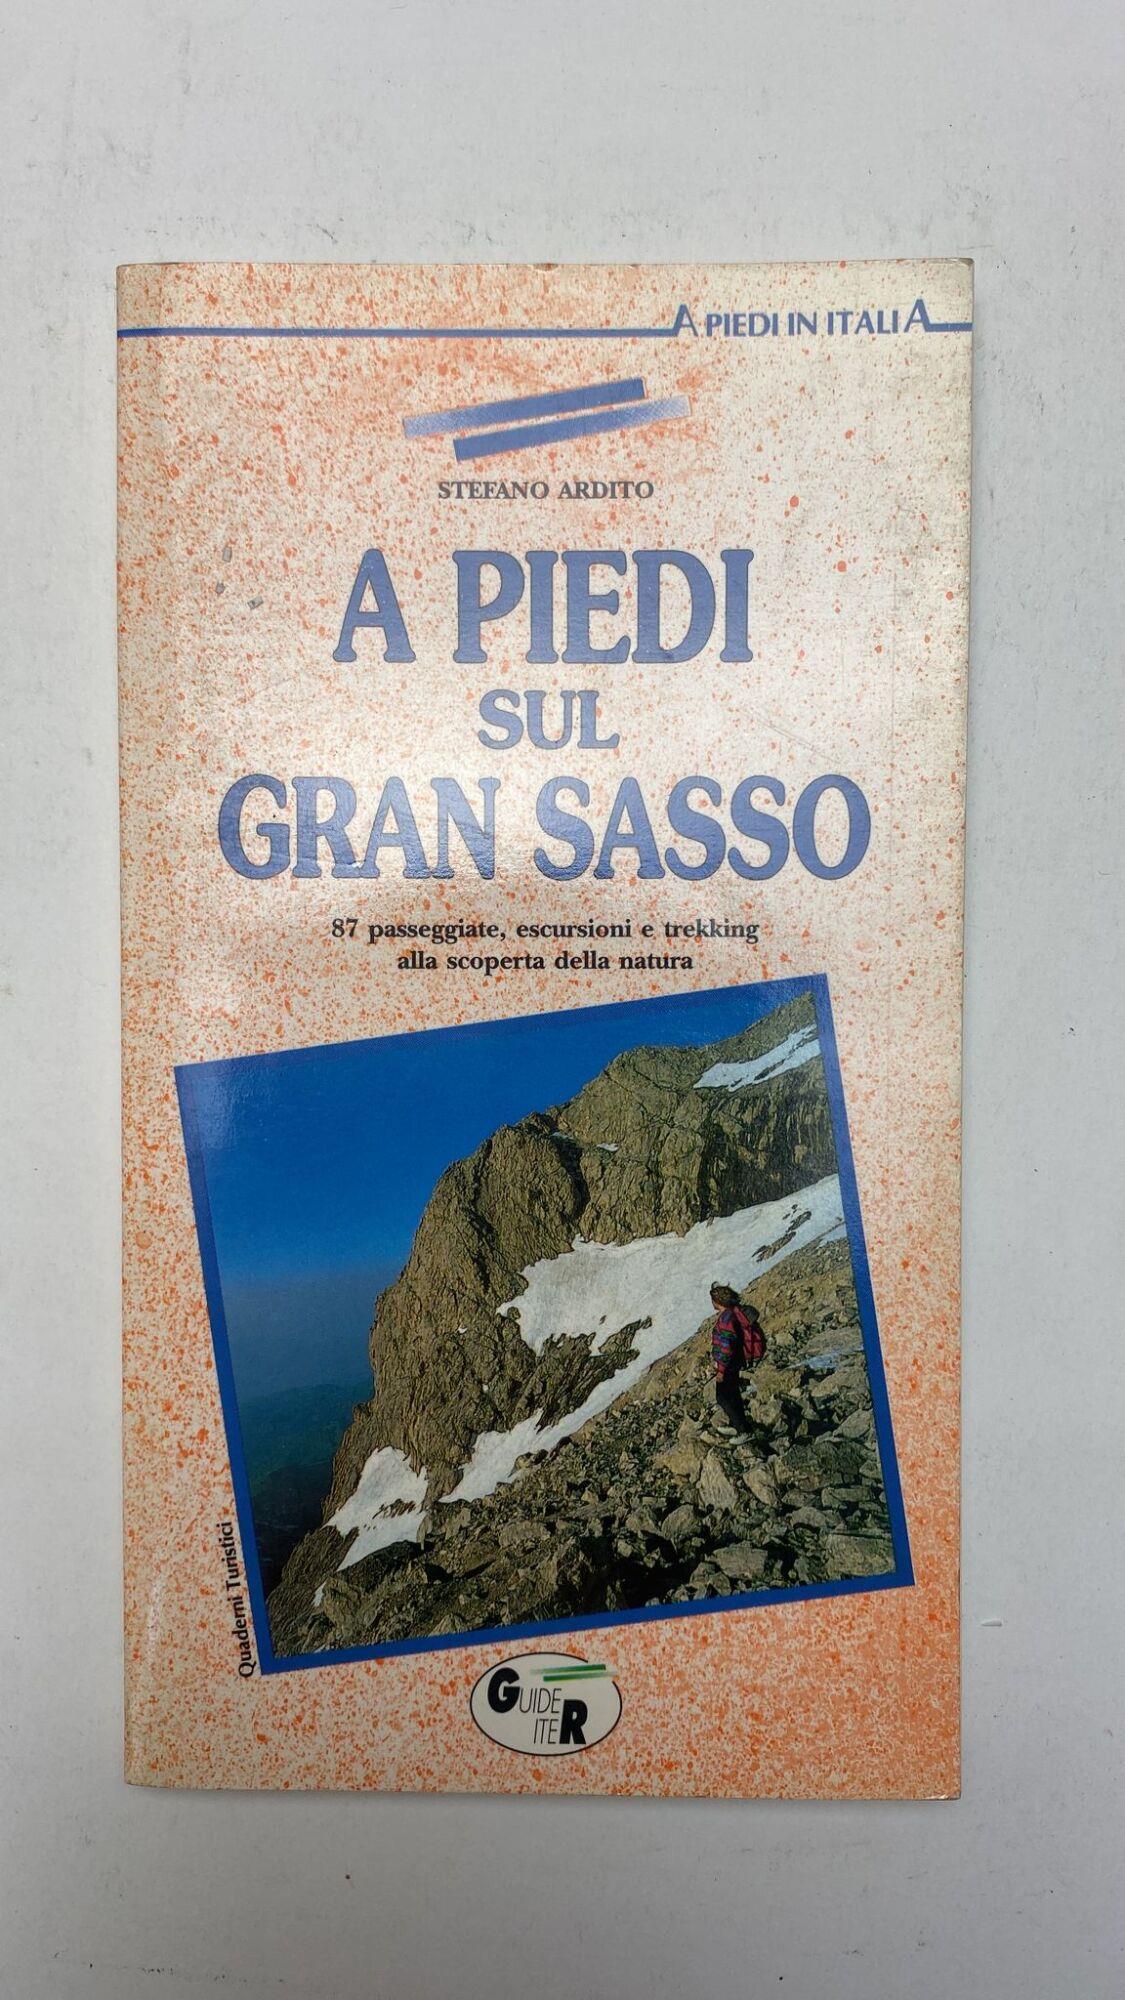 A PIEDI IN ITALIA
STEFANO ARDITO
A PIEDI
SUL
GRAN SASSO
87 passeggiate, escursioni e trekking
alla scoperta della natura
Quaderni Turistici
GUIDE
ITER